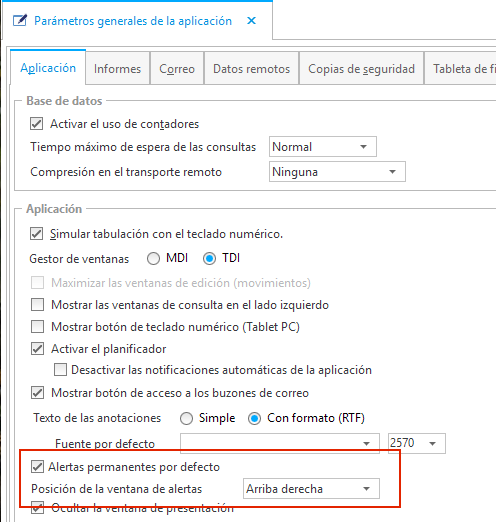 Parámetros generales de la aplicación
Aplicación Informes Correo Datos remotos Copias de seguridad Tableta de fi
Base de datos
Activar el uso de contadores
Tiempo máximo de espera de las consultas Normal
Compresión en el transporte remoto Ninguna
Aplicación
Simular tabulación con el teclado numérico.
Gestor de ventanas MDI TDI
Maximizar las ventanas de edición (movimientos)
Mostrar las ventanas de consulta en el lado izquierdo
Mostrar botón de teclado numérico (Tablet PC)
Activar el planificador
Desactivar las notificaciones automáticas de la aplicación
Mostrar botón de acceso a los buzones de correo
Texto de las anotaciones Simple Con formato (RTF)
Fuente por defecto 2570
Alertas permanentes por defecto
Posición de la ventana de alertas Arriba derecha
Ocultar la ventana de presentación